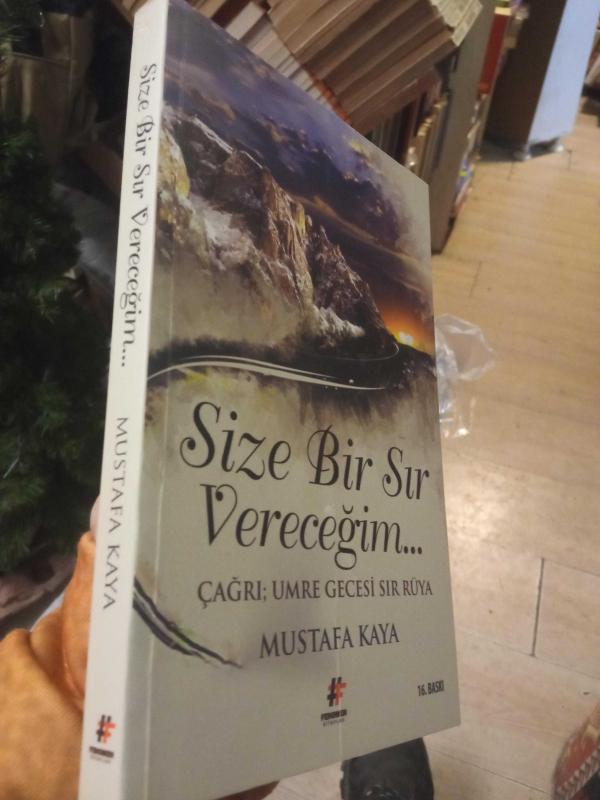 Size Bir Sır Vereceğim...
MUSTAFA KAYA
Size Bir Sır
Vereceğim...
ÇAĞRI; UMRE GECESİ SIR RÜYA
MUSTAFA KAYA
16. BASKI